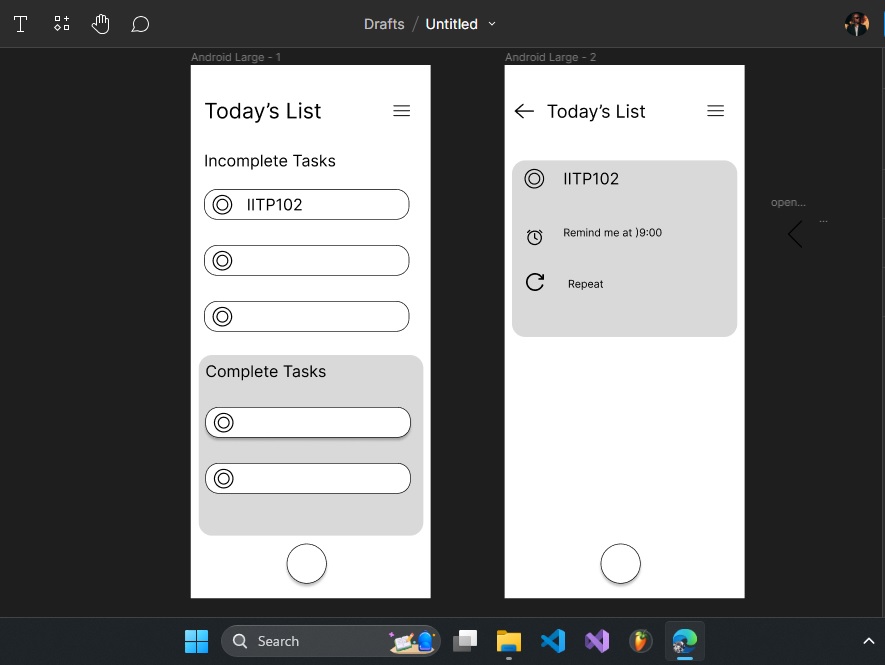 Drafts / Untitled
Android Large - 1
Today's List
Incomplete Tasks
IITP102
Complete Tasks
Android Large - 2
Today's List
IITP102
Remind me at )9:00
Repeat
open...
...
Search